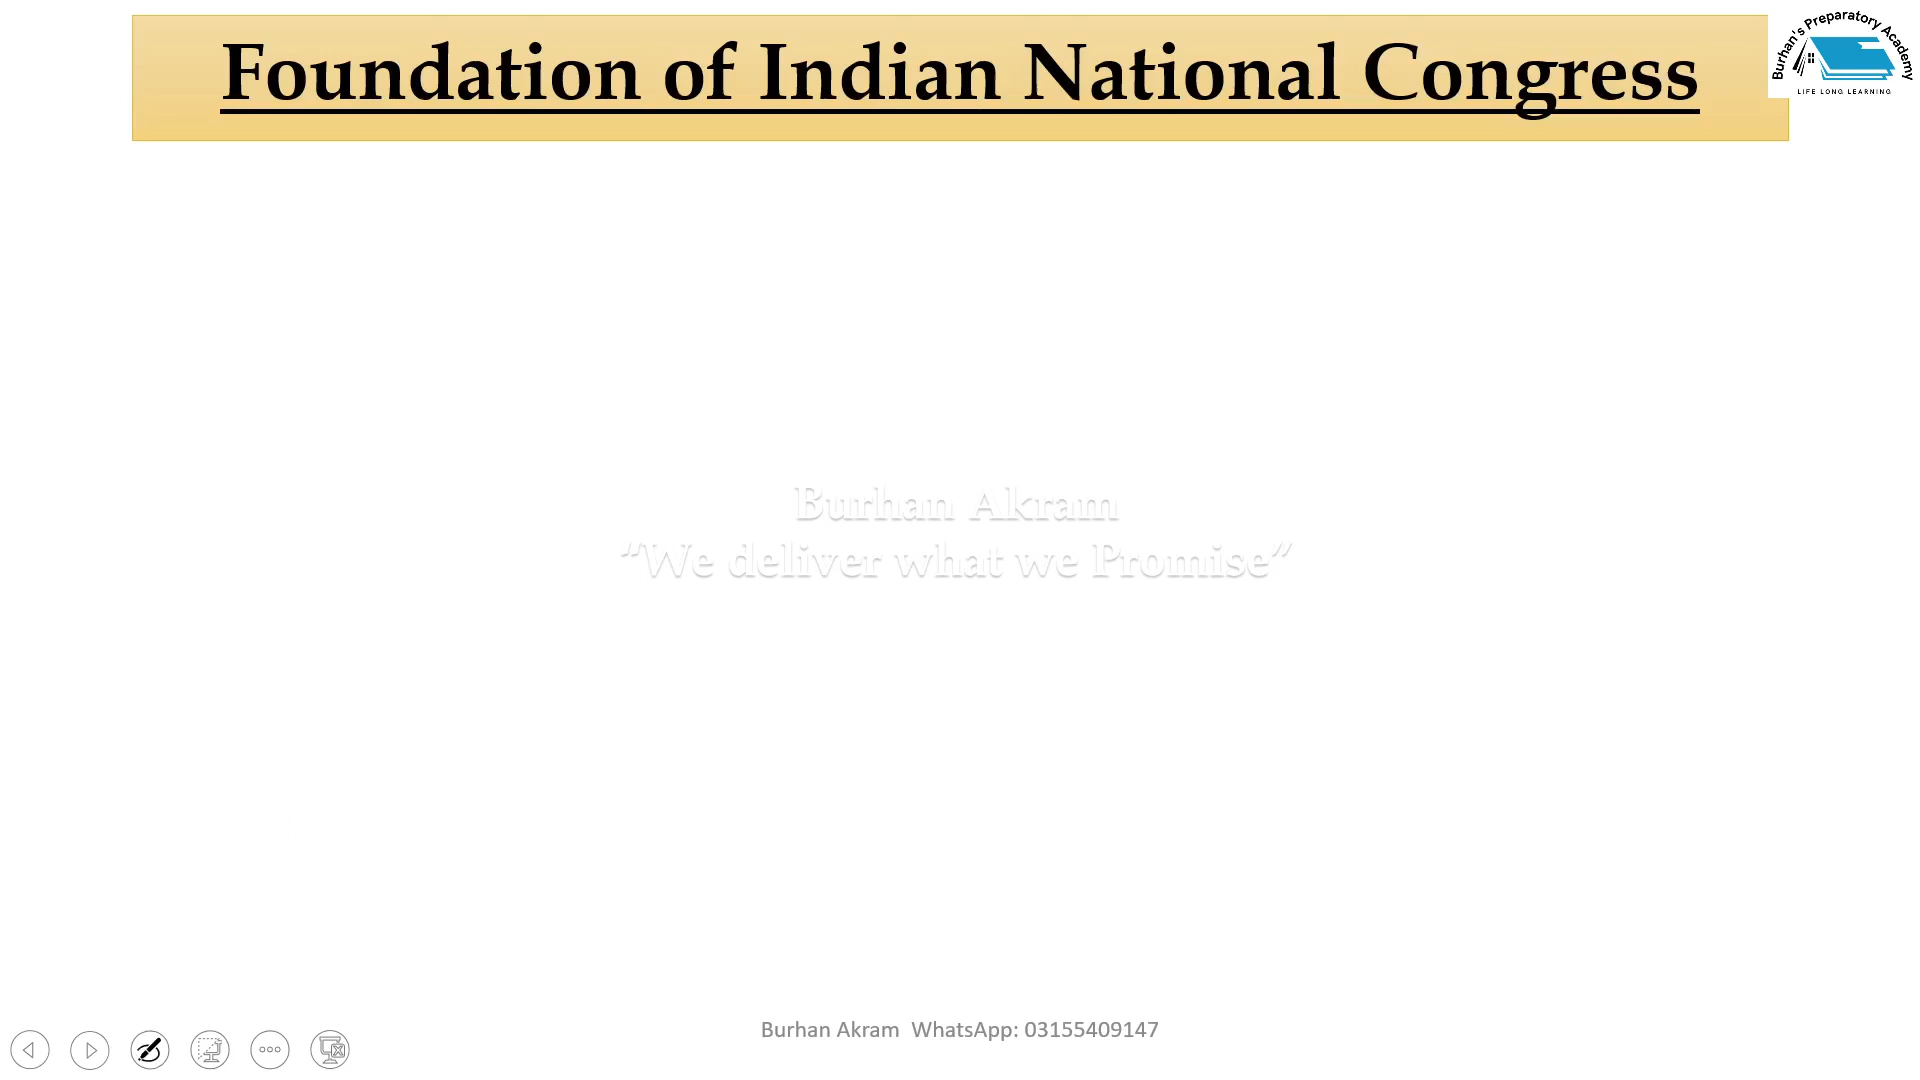 Foundation of Indian National Congress
Burhan's Preparatory Academy
LIFE LONG LEARNING
Burhan Akram
“We deliver what we Promise”
Burhan Akram  WhatsApp: 03155409147